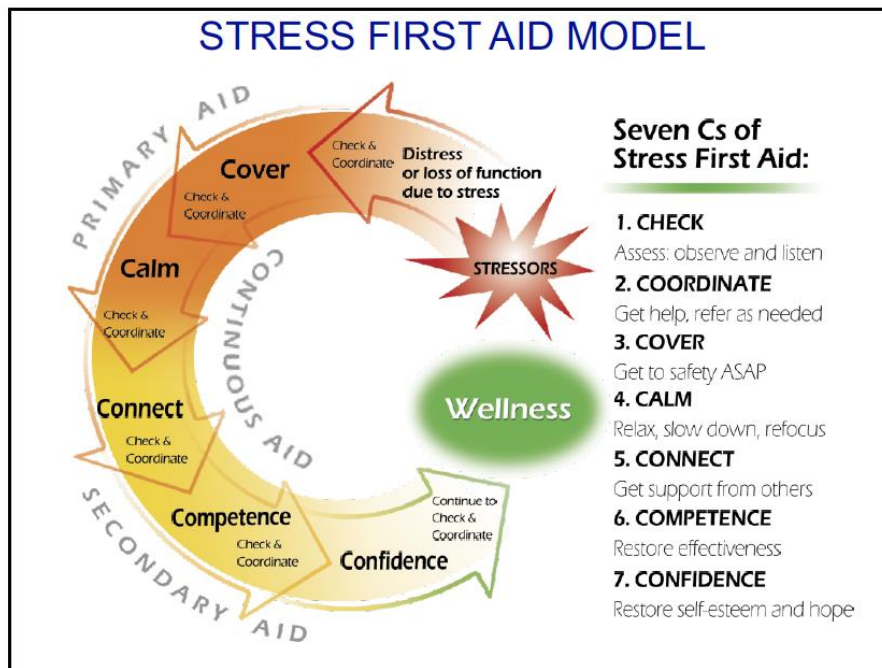 STRESS FIRST AID MODEL
PRIMARY AID
CONTINUOUS AID
SECONDARY AID
STRESSORS
Distress
or loss of function
due to stress
Check &
Coordinate
Cover
Check &
Coordinate
Calm
Check &
Coordinate
Connect
Check &
Coordinate
Competence
Check &
Coordinate
Confidence
Continue to
Check &
Coordinate
Wellness
Seven Cs of
Stress First Aid:
1. CHECK
Assess: observe and listen
2. COORDINATE
Get help, refer as needed
3. COVER
Get to safety ASAP
4. CALM
Relax, slow down, refocus
5. CONNECT
Get support from others
6. COMPETENCE
Restore effectiveness
7. CONFIDENCE
Restore self-esteem and hope